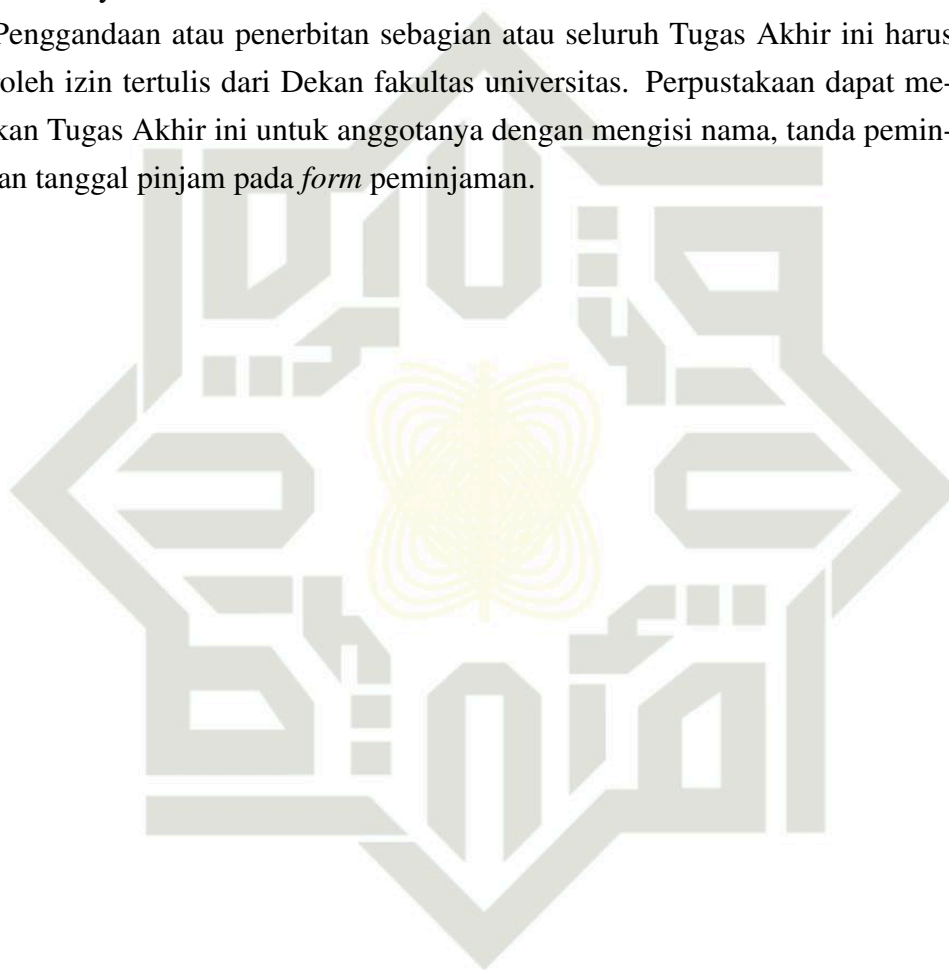 Penggandaan atau penerbitan sebagian atau seluruh Tugas Akhir ini harus
oleh izin tertulis dari Dekan fakultas universitas. Perpustakaan dapat me-
kan Tugas Akhir ini untuk anggotanya dengan mengisi nama, tanda pemin-
an tanggal pinjam pada form peminjaman.